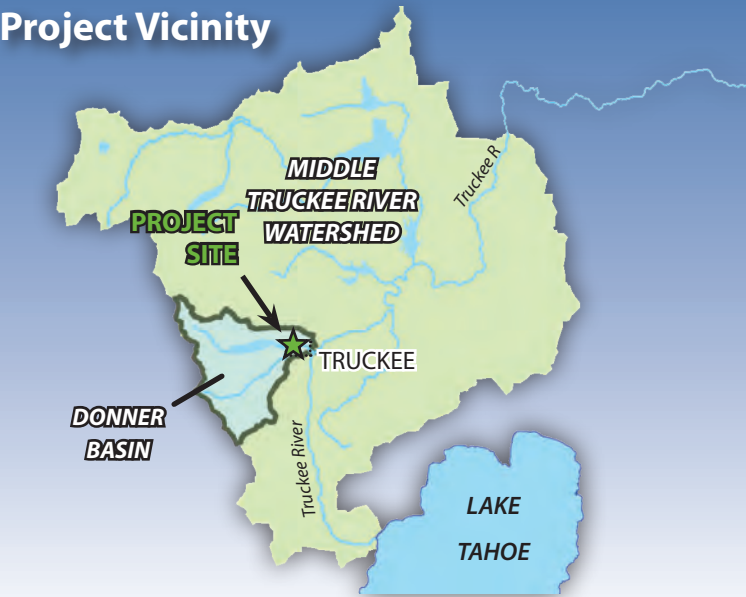 Project Vicinity
MIDDLE
TRUCKEE RIVER
WATERSHED
Truckee R
PROJECT
SITE
TRUCKEE
DONNER
BASIN
Truckee River
LAKE
TAHOE